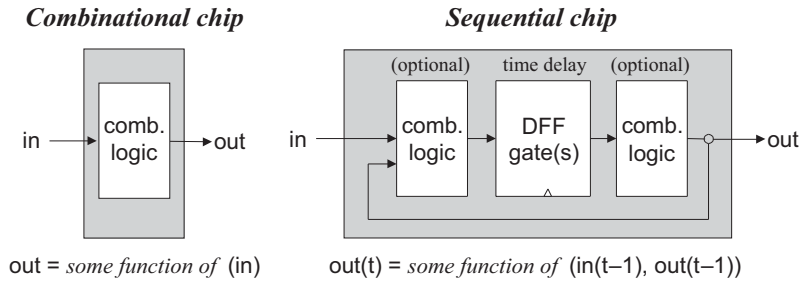 Combinational chip
Sequential chip
(optional) time delay (optional)
in
comb.
logic
out
in
comb.
logic
DFF
gate(s)
comb.
logic
out
out = some function of (in)
out(t) = some function of (in(t–1), out(t–1))